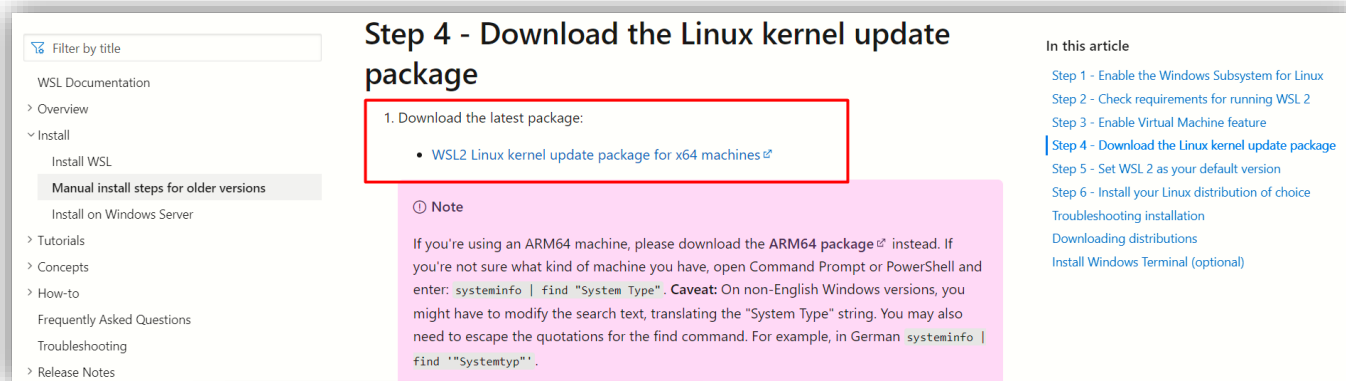 Filter by title
WSL Documentation
Overview
Install
Install WSL
Manual install steps for older versions
Install on Windows Server
Tutorials
Concepts
How-to
Frequently Asked Questions
Troubleshooting
Release Notes
Step 4 - Download the Linux kernel update
package
1. Download the latest package:
• WSL2 Linux kernel update package for x64 machines
Note
If you're using an ARM64 machine, please download the ARM64 package instead. If
you're not sure what kind of machine you have, open Command Prompt or PowerShell and
enter: systeminfo | find "System Type". Caveat: On non-English Windows versions, you
might have to modify the search text, translating the "System Type" string. You may also
need to escape the quotations for the find command. For example, in German systeminfo |
find '"Systemtyp"'.
In this article
Step 1 - Enable the Windows Subsystem for Linux
Step 2 - Check requirements for running WSL 2
Step 3 - Enable Virtual Machine feature
Step 4 - Download the Linux kernel update package
Step 5 - Set WSL 2 as your default version
Step 6 - Install your Linux distribution of choice
Troubleshooting installation
Downloading distributions
Install Windows Terminal (optional)